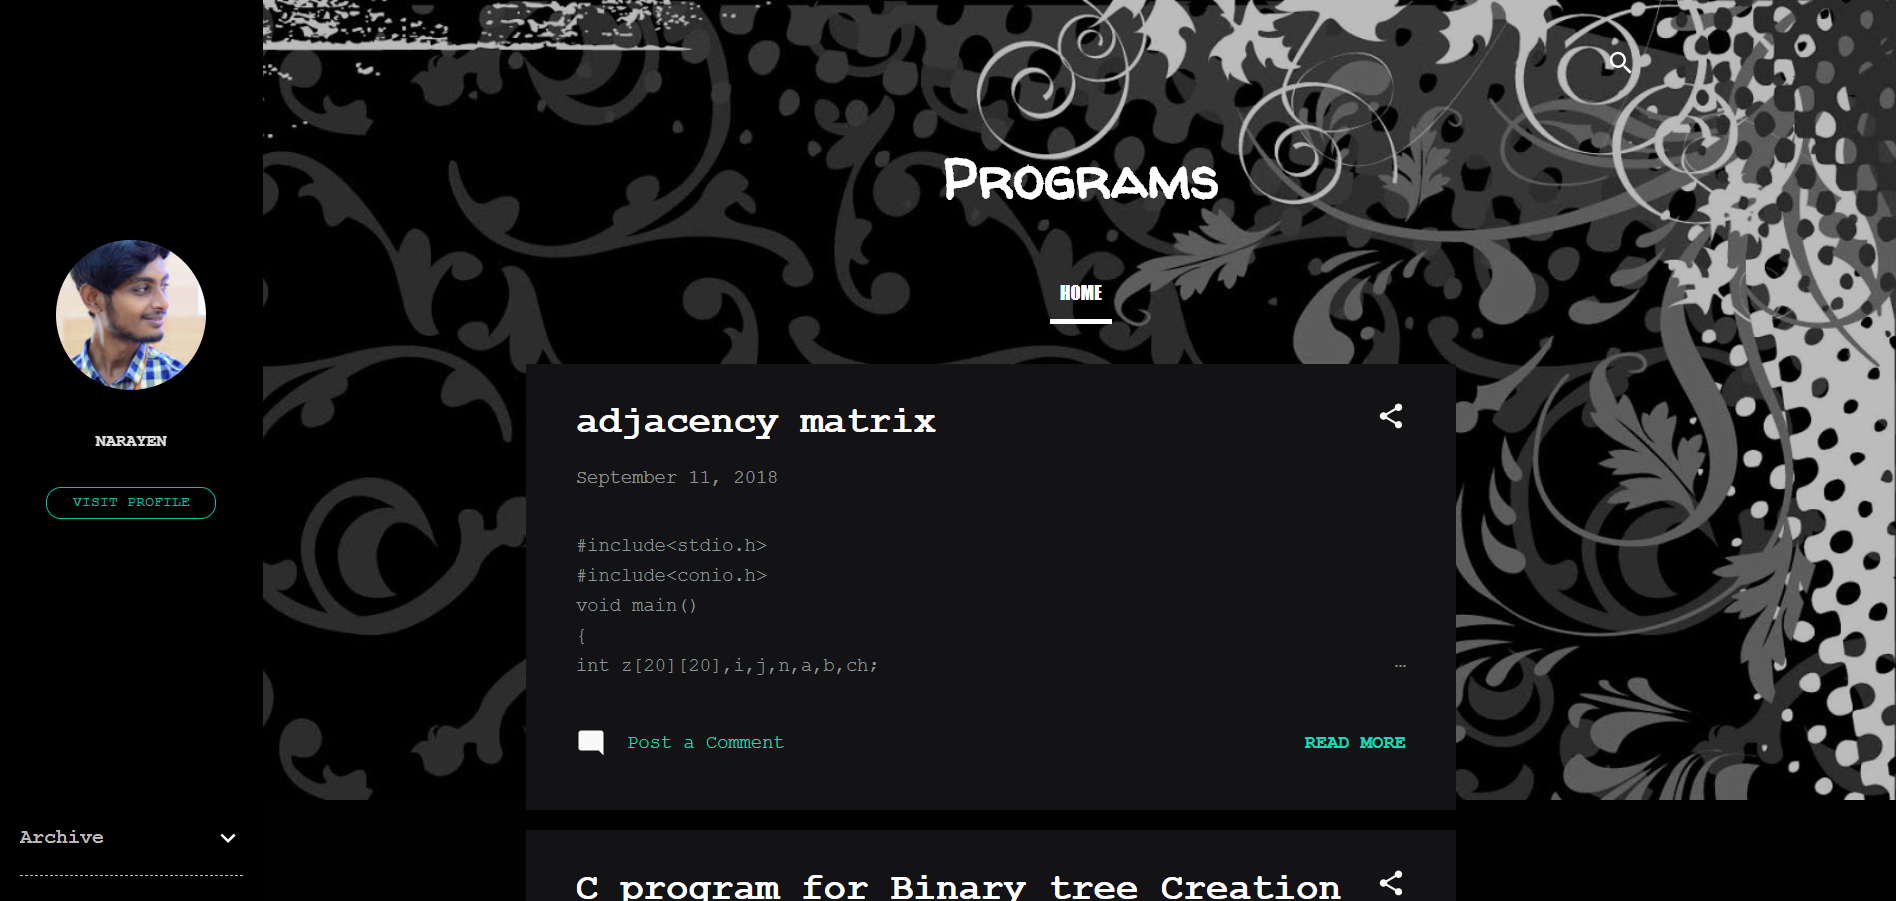 Programs
HOME
NARAYEN
VISIT PROFILE
Archive
adjacency matrix
September 11, 2018
#include<stdio.h>
#include<conio.h>
void main()
{
int z[20][20],i,j,n,a,b,ch; …
Post a Comment
READ MORE
C program for Binary tree Creation